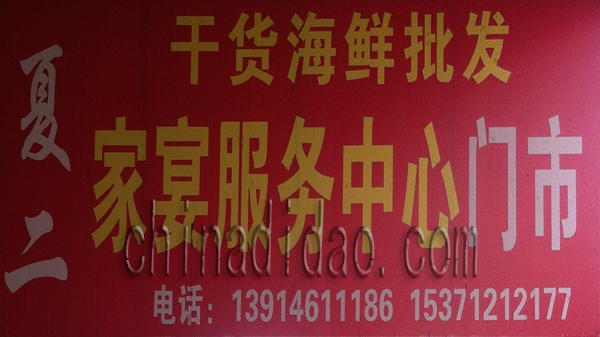 夏二
干货海鲜批发
家宴服务中心门市
chinadidao.com
电话：13914611186 15371212177